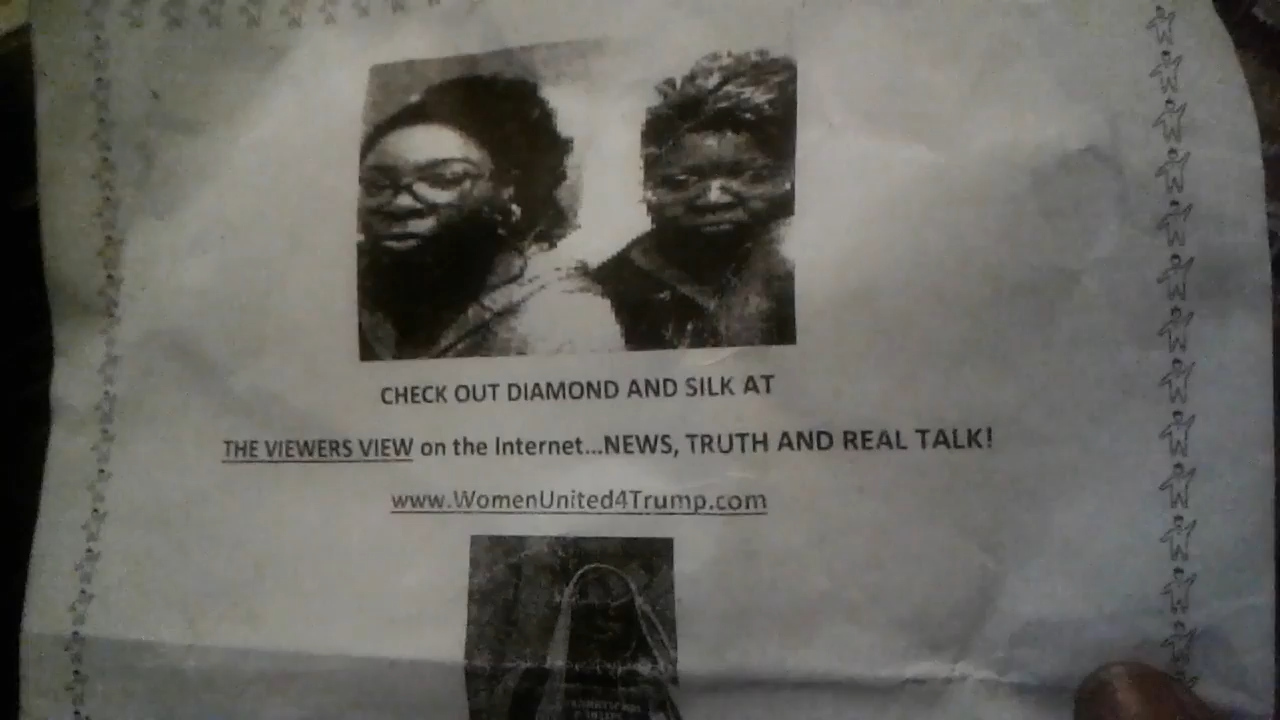 CHECK OUT DIAMOND AND SILK AT
THE VIEWERS VIEW on the Internet...NEWS, TRUTH AND REAL TALK!
www.WomenUnited4Trump.com